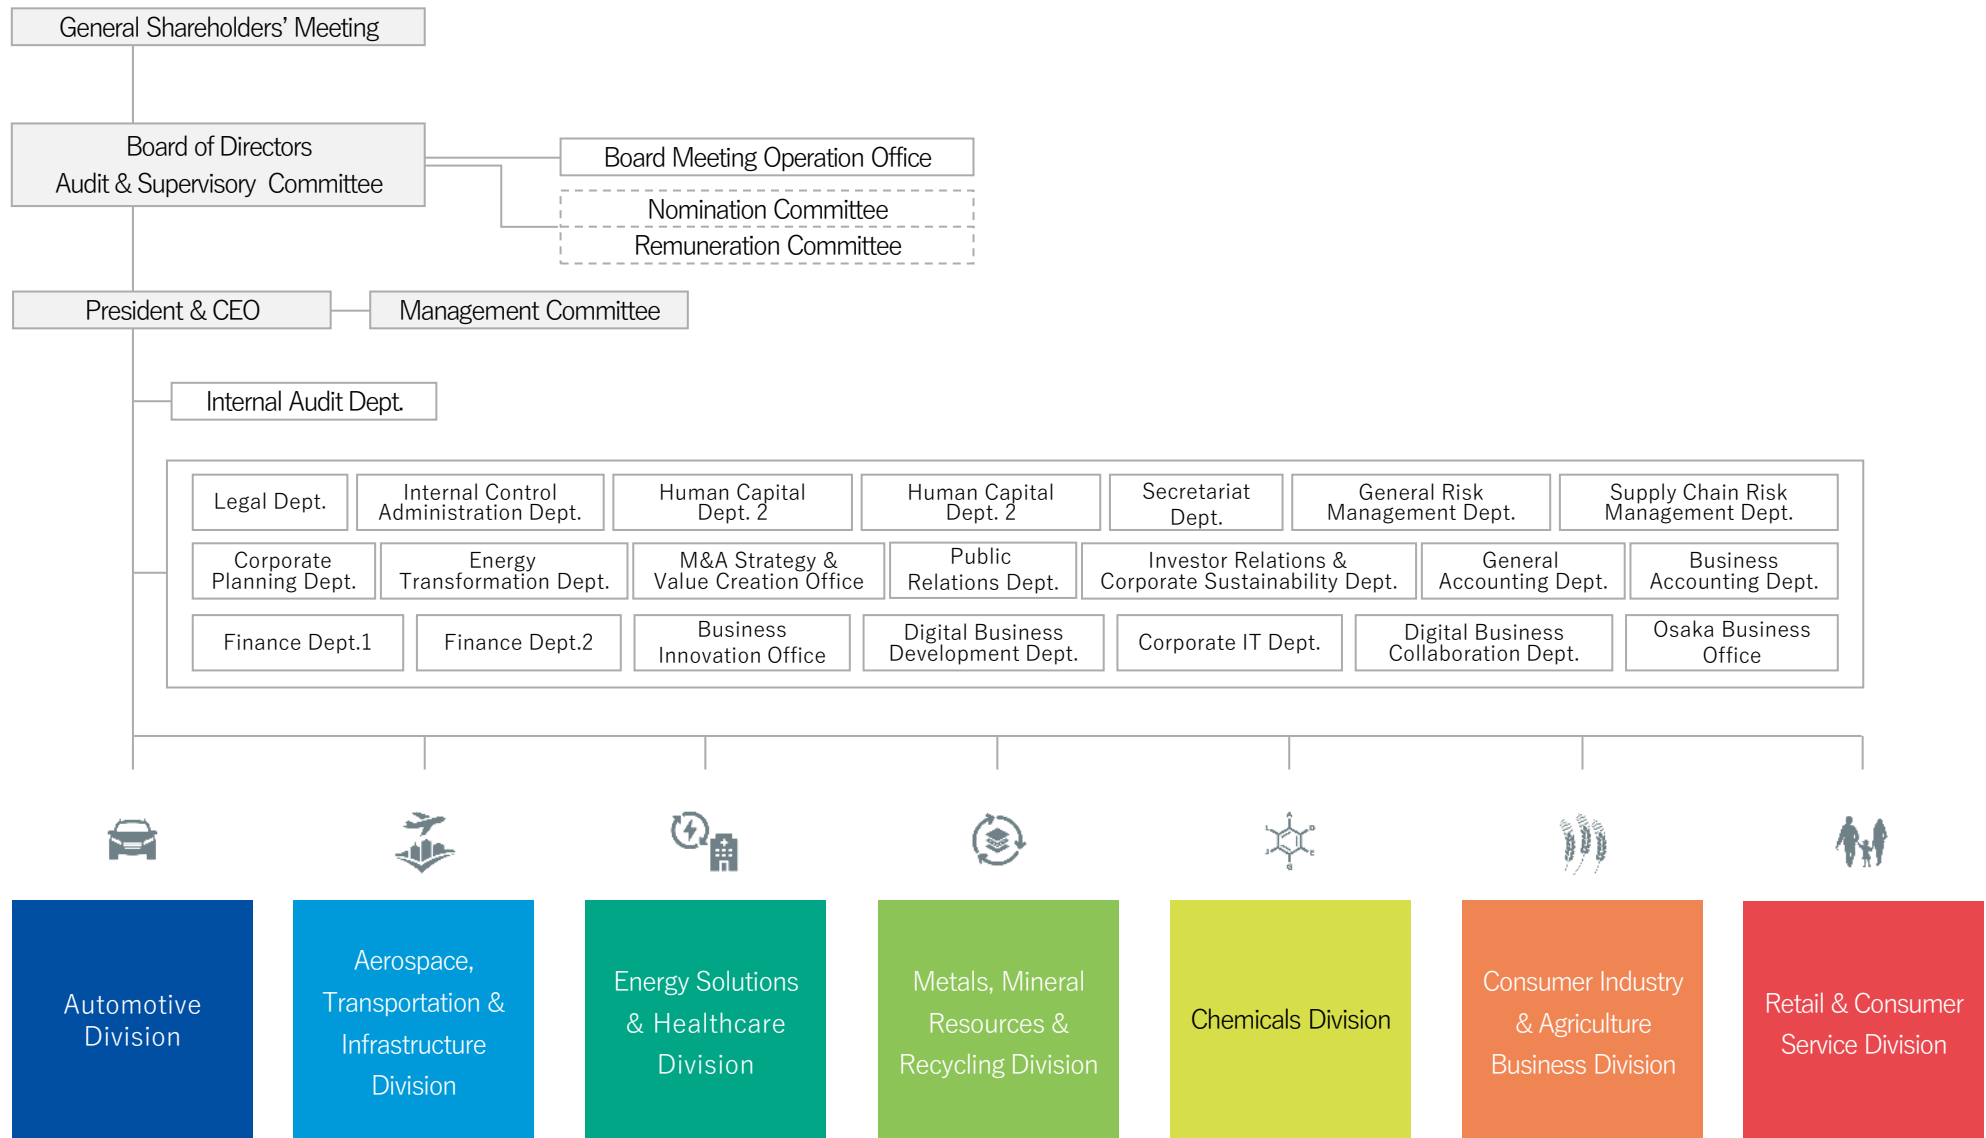 General Shareholders’ Meeting
Board of Directors
Audit & Supervisory Committee
Board Meeting Operation Office
Nomination Committee
Remuneration Committee
President & CEO
Management Committee
Internal Audit Dept.
Legal Dept.
Internal Control
Administration Dept.
Human Capital
Dept. 2
Human Capital
Dept. 2
Secretariat
Dept.
General Risk
Management Dept.
Supply Chain Risk
Management Dept.
Corporate
Planning Dept.
Energy
Transformation Dept.
M&A Strategy &
Value Creation Office
Public
Relations Dept.
Investor Relations &
Corporate Sustainability Dept.
General
Accounting Dept.
Business
Accounting Dept.
Finance Dept.1
Finance Dept.2
Business
Innovation Office
Digital Business
Development Dept.
Corporate IT Dept.
Digital Business
Collaboration Dept.
Osaka Business
Office
Automotive
Division
Aerospace,
Transportation &
Infrastructure
Division
Energy Solutions
& Healthcare
Division
Metals, Mineral
Resources &
Recycling Division
Chemicals Division
Consumer Industry
& Agriculture
Business Division
Retail & Consumer
Service Division